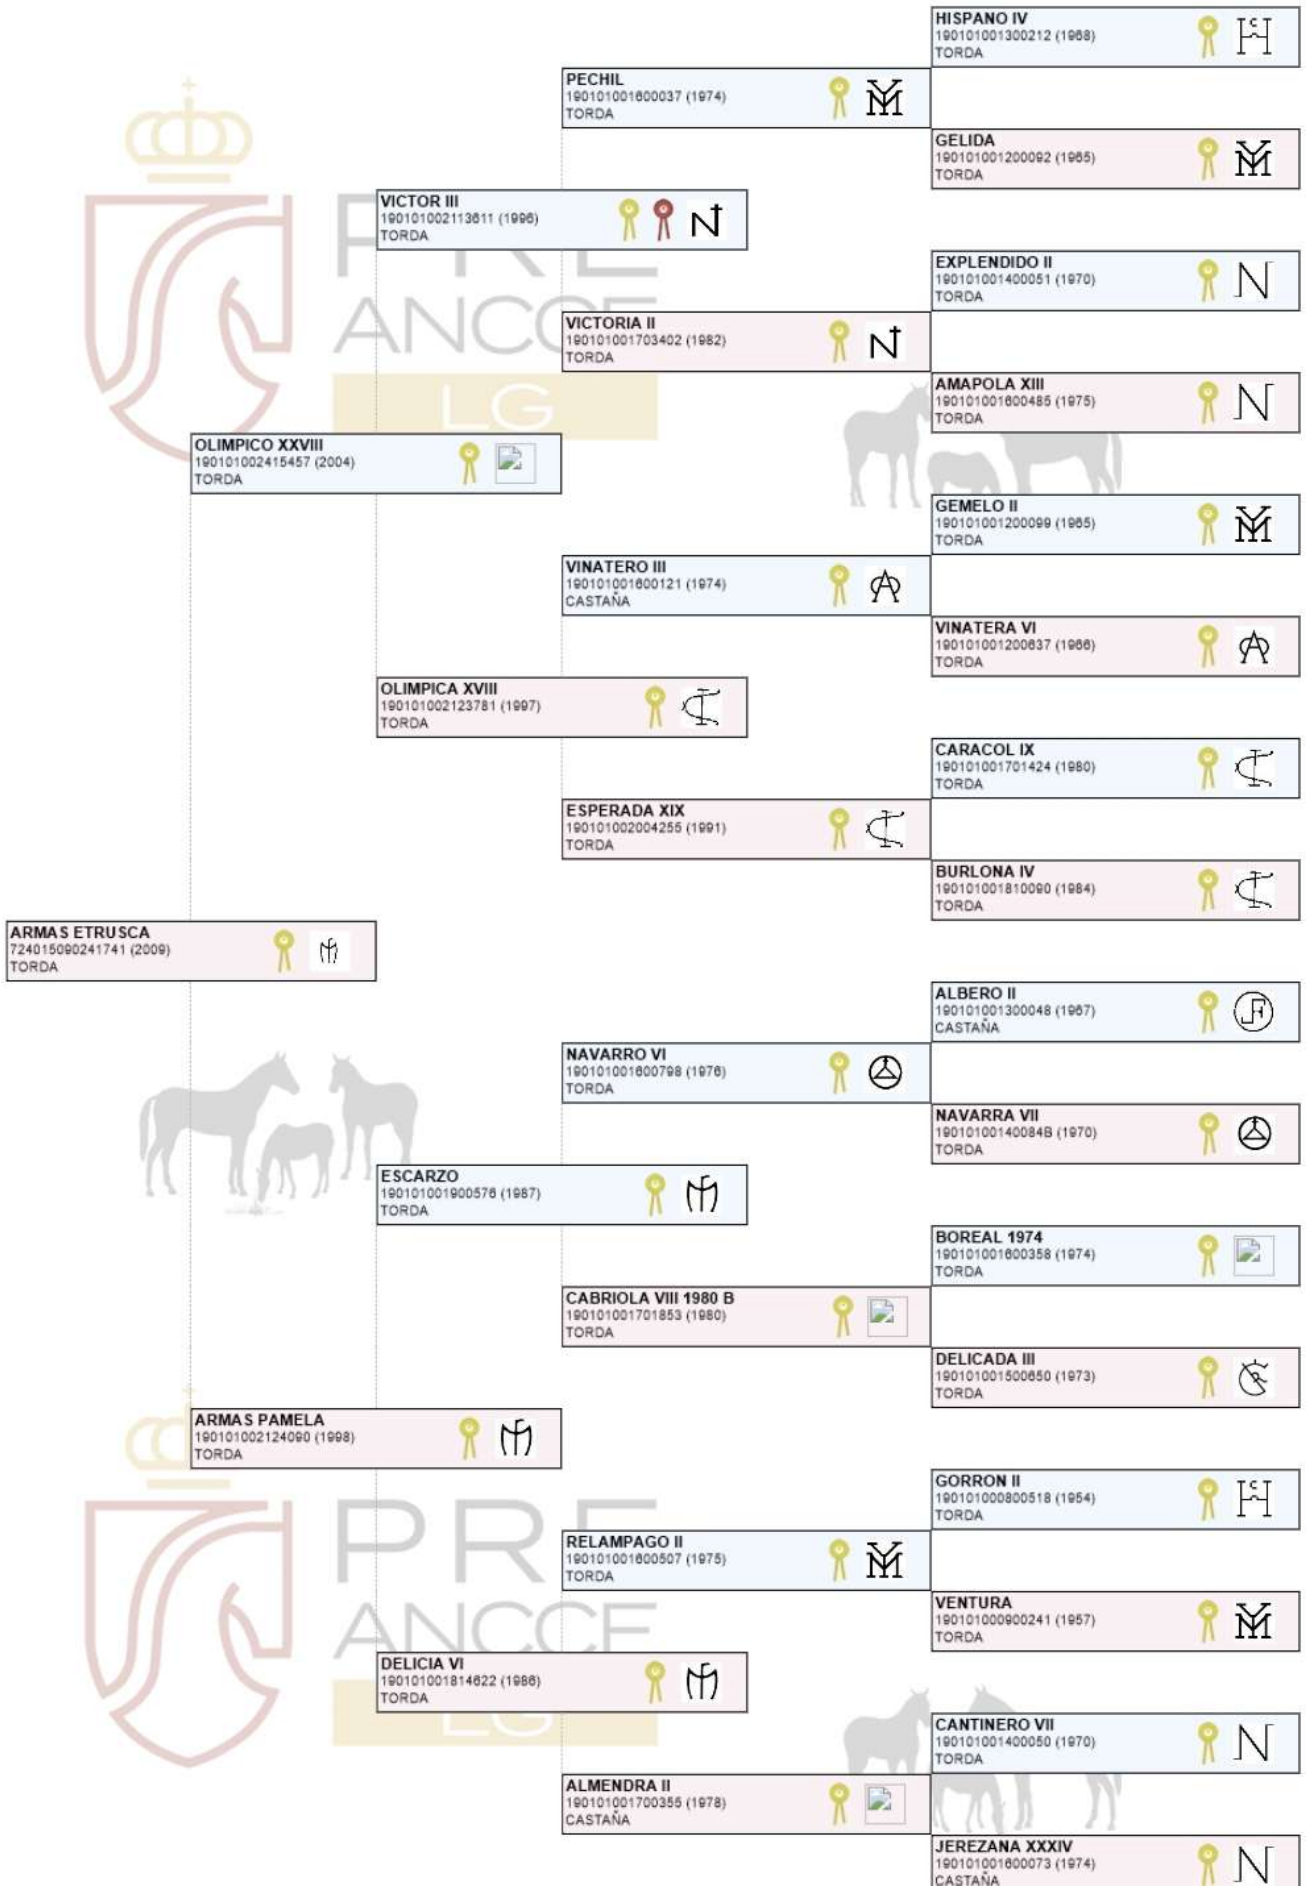 HISPANO IV
190101001300212 (1968)
TORDA
PECHIL
190101001600037 (1974)
TORDA
GELIDA
190101001200092 (1965)
TORDA
VICTOR III
190101002113611 (1996)
TORDA
PRE
ANCCE
LG
EXPLENDIDO II
190101001400051 (1970)
TORDA
VICTORIA II
190101001703402 (1982)
TORDA
AMAPOLA XIII
190101001600485 (1975)
TORDA
OLIMPICO XXVIII
190101002415457 (2004)
TORDA
GEMELO II
190101001200099 (1965)
TORDA
VINATERO III
190101001600121 (1974)
CASTAÑA
VINATERA VI
190101001200637 (1966)
TORDA
OLIMPICA XVIII
190101002123781 (1997)
TORDA
CARACOL IX
190101001701424 (1980)
TORDA
ESPERADA XIX
190101002004255 (1991)
TORDA
BURLONA IV
190101001810090 (1984)
TORDA
ARMAS ETRUSCA
724015090241741 (2009)
TORDA
ALBERO II
190101001300048 (1967)
CASTAÑA
NAVARRO VI
190101001600798 (1976)
TORDA
NAVARRA VII
19010100140084B (1970)
TORDA
ESCARZO
190101001900576 (1987)
TORDA
BOREAL 1974
190101001600358 (1974)
TORDA
CABRIOLA VIII 1980 B
190101001701853 (1980)
TORDA
DELICADA III
190101001500650 (1973)
TORDA
ARMAS PAMELA
190101002124090 (1998)
TORDA
GORRON II
190101000800518 (1954)
TORDA
PRE
ANCCE
LG
RELAMPAGO II
190101001600507 (1975)
TORDA
VENTURA
190101000900241 (1957)
TORDA
DELICIA VI
190101001814622 (1986)
TORDA
CANTINERO VII
190101001400050 (1970)
TORDA
ALMENDRA II
190101001700355 (1978)
CASTAÑA
JEREZANA XXXIV
190101001600073 (1974)
CASTAÑA